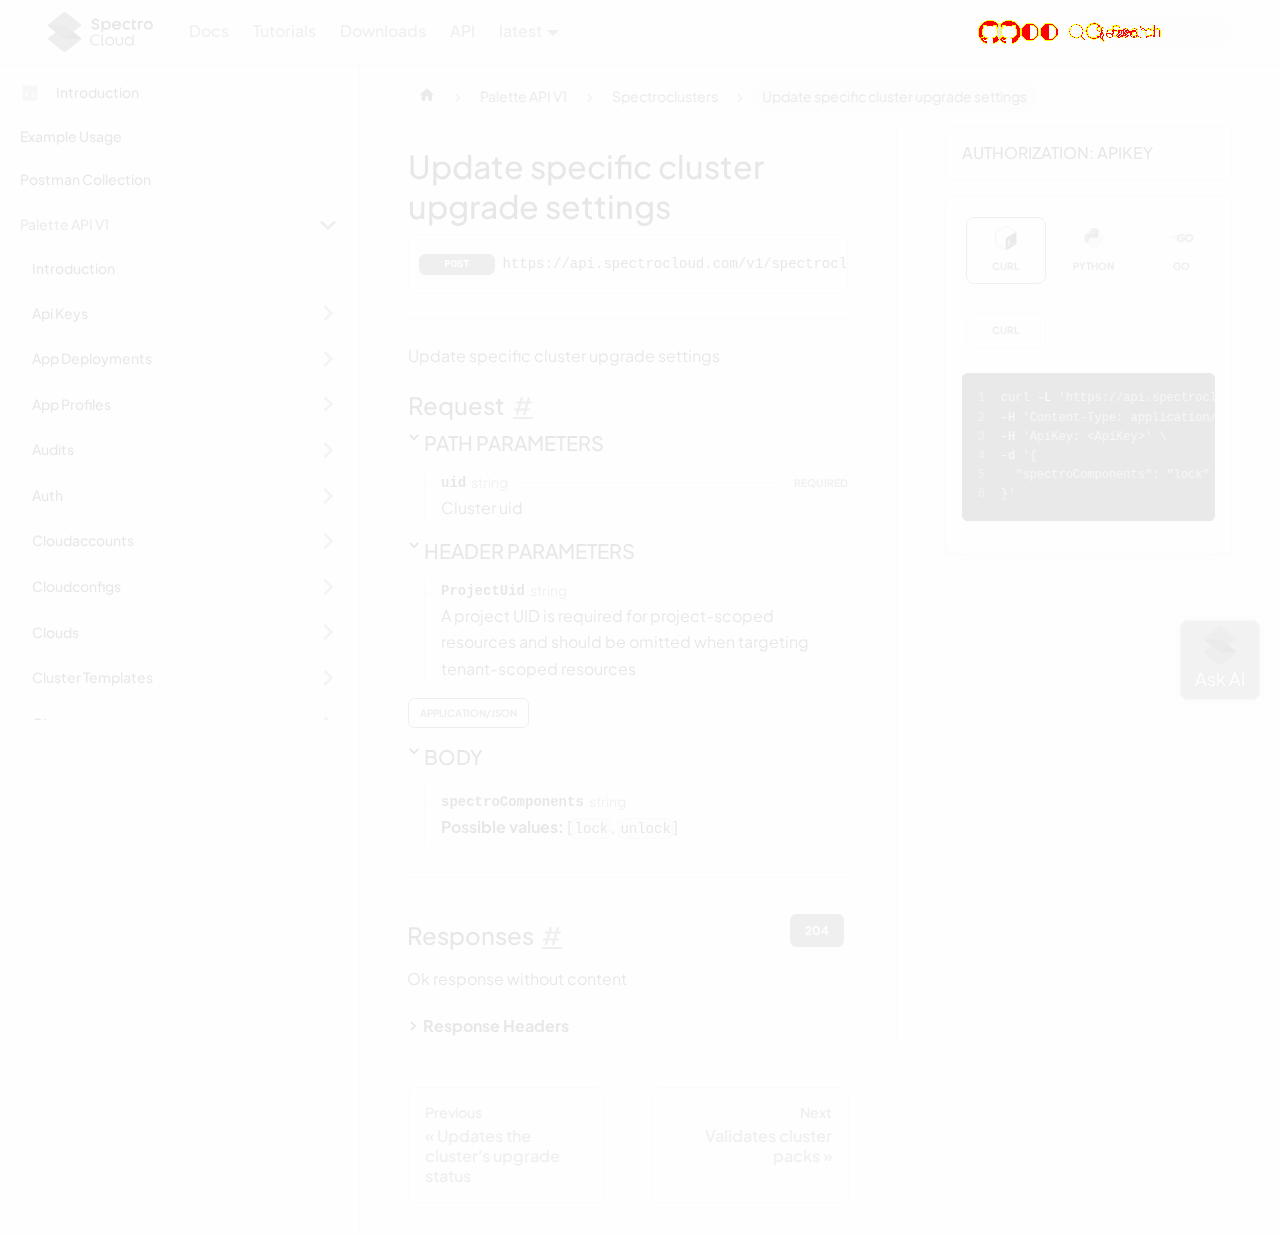 Spectro Cloud
Docs
Tutorials
Downloads
API
latest
Introduction
Example Usage
Postman Collection
Palette API V1
Introduction
Api Keys
App Deployments
App Profiles
Audits
Auth
Cloudaccounts
Cloudconfigs
Clouds
Cluster Templates
Palette API V1
Spectroclusters
Update specific cluster upgrade settings
Update specific cluster
upgrade settings
POST https://api.spectrocloud.com/v1/spectrocl
Update specific cluster upgrade settings
Request #
PATH PARAMETERS
uid string REQUIRED
Cluster uid
HEADER PARAMETERS
ProjectUid string
A project UID is required for project-scoped
resources and should be omitted when targeting
tenant-scoped resources
APPLICATION/JSON
BODY
spectroComponents string
Possible values: [lock, unlock]
Responses #
204
Ok response without content
Response Headers
Previous
« Updates the
cluster's upgrade
status
Next
Validates cluster
packs »
AUTHORIZATION: APIKEY
CURL
PYTHON
GO
CURL
1 curl -L 'https://api.spectrocl
2 -H 'Content-Type: application/
3 -H 'ApiKey: <ApiKey>' \
4 -d '{
5 "spectroComponents": "lock"
6 }'
Ask AI